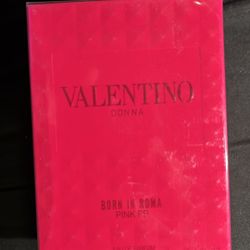 VALENTINO
DONNA
BORN IN ROMA
PINK PP